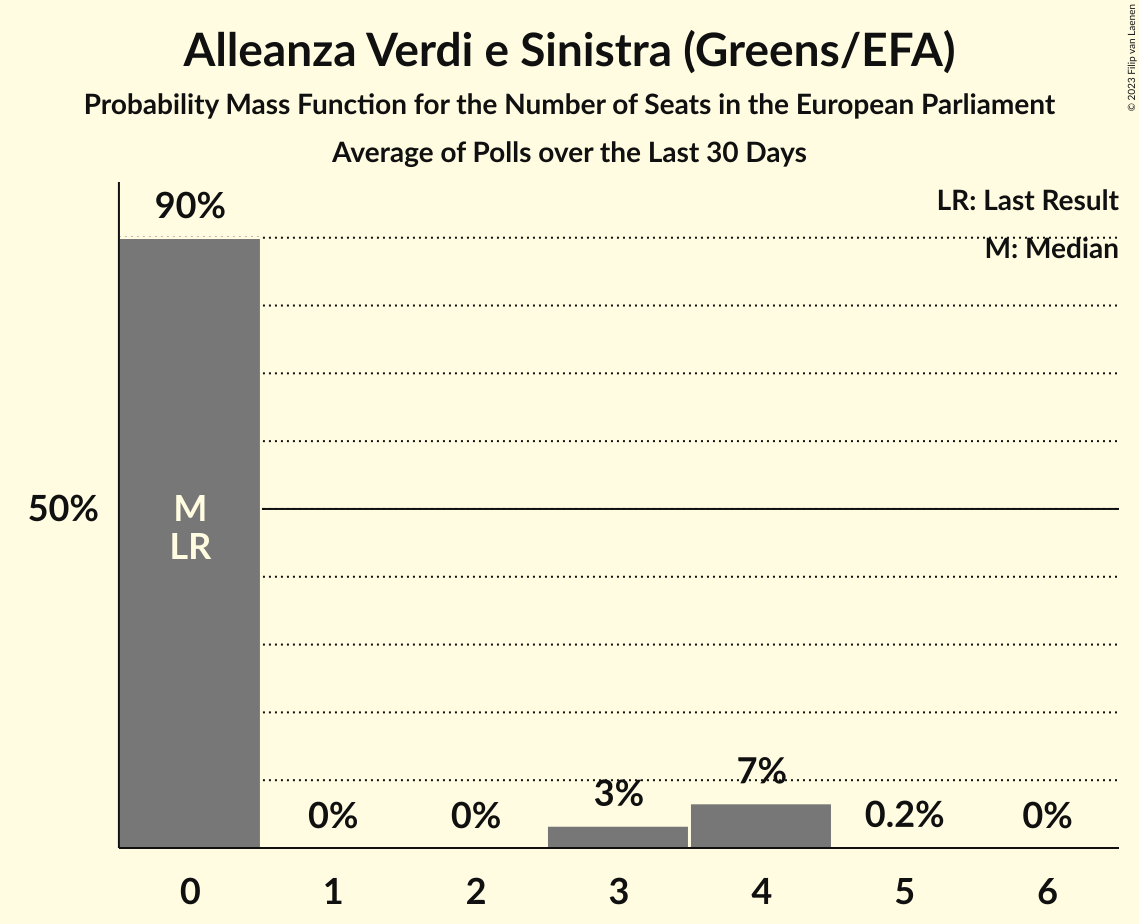 Alleanza Verdi e Sinistra (Greens/EFA)
Probability Mass Function for the Number of Seats in the European Parliament
Average of Polls over the Last 30 Days
© 2023 Filip van Laenen
LR: Last Result
M: Median
90%
50%
M
LR
0%
0%
3%
7%
0.2%
0%
0 1 2 3 4 5 6